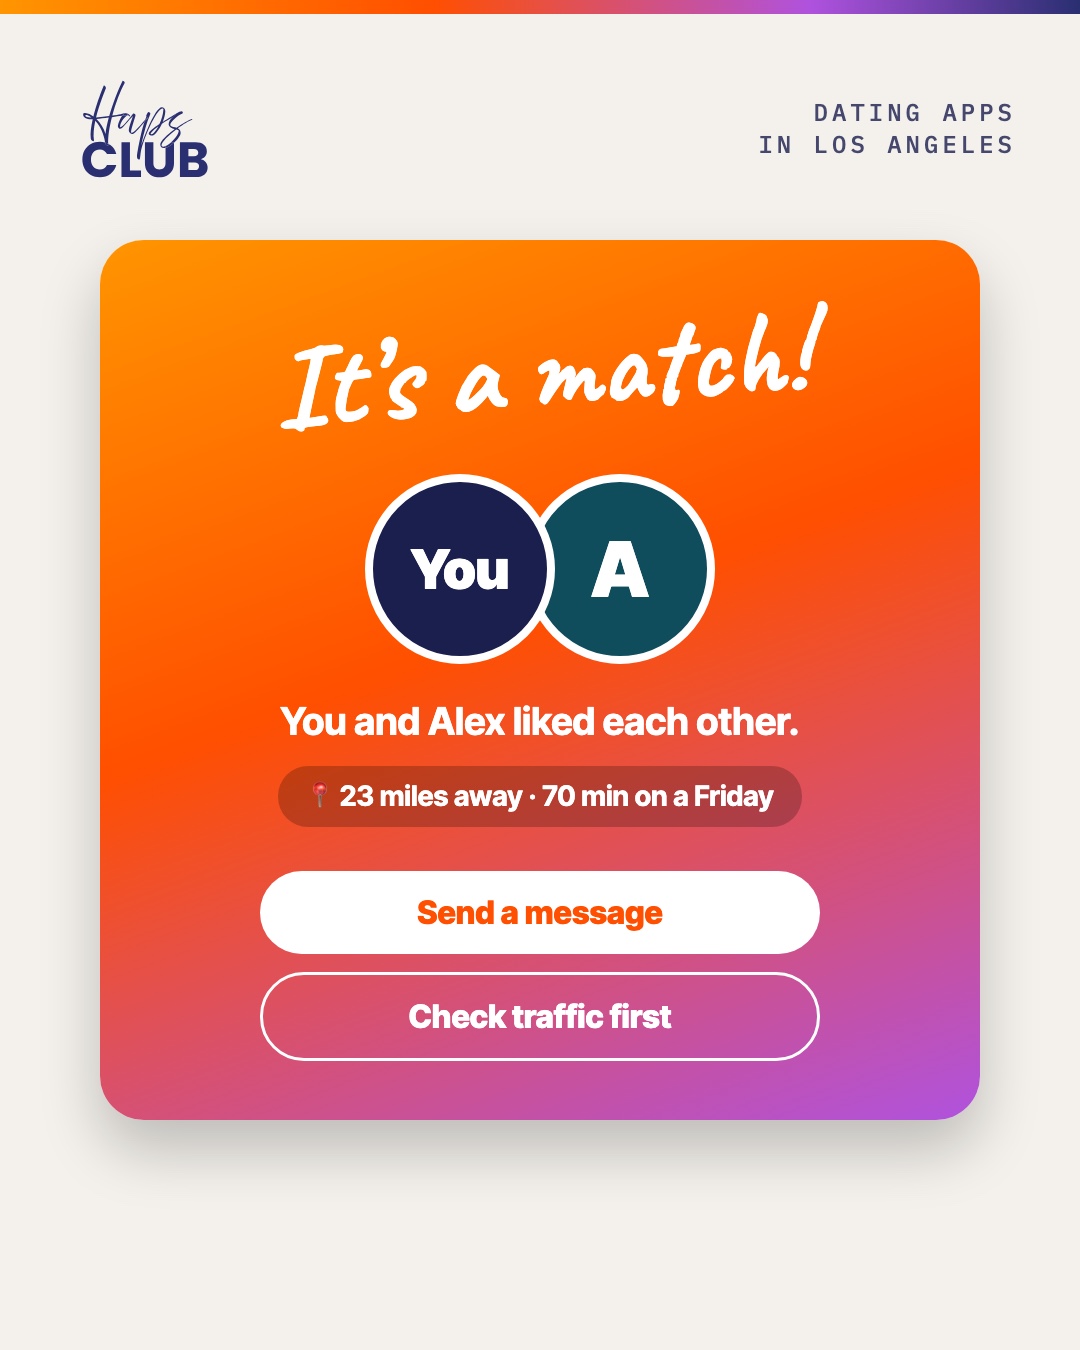 Haps
CLUB
DATING APPS
IN LOS ANGELES
It's a match!
You
A
You and Alex liked each other.
📍 23 miles away · 70 min on a Friday
Send a message
Check traffic first